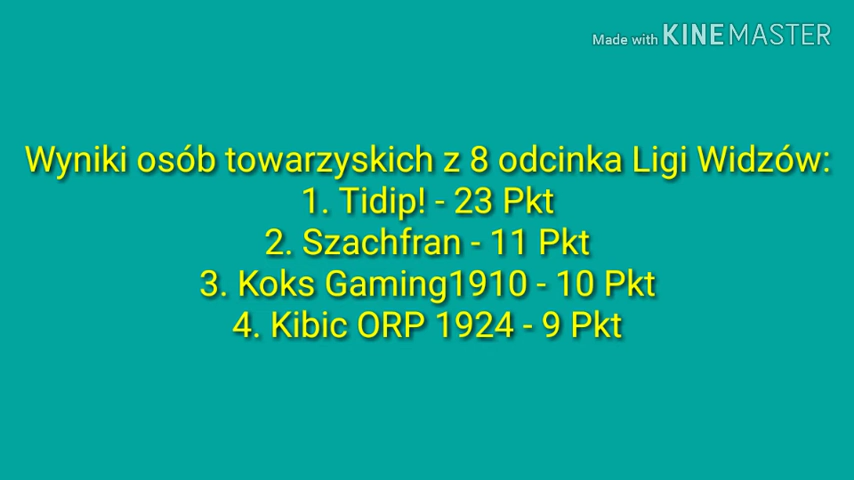 Made with KINEMASTER
Wyniki osób towarzyskich z 8 odcinka Ligi Widzów:
1. Tidip! - 23 Pkt
2. Szachfran - 11 Pkt
3. Koks Gaming1910 - 10 Pkt
4. Kibic ORP 1924 - 9 Pkt